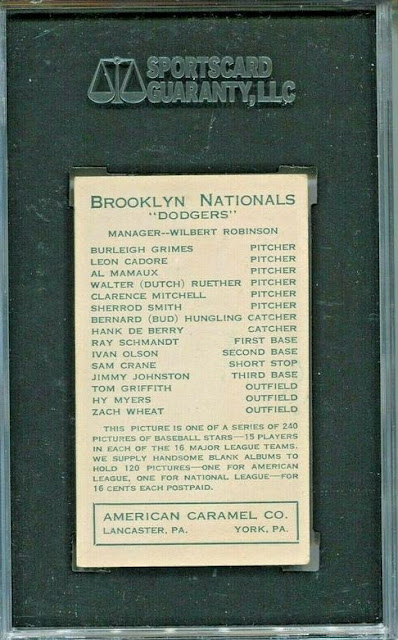 SPORTSCARD
GUARANTY, LLC
BROOKLYN NATIONALS
"DODGERS"
MANAGER--WILBERT ROBINSON
BURLEIGH GRIMES PITCHER
LEON CADORE PITCHER
AL MAMAUX PITCHER
WALTER (DUTCH) RUETHER PITCHER
CLARENCE MITCHELL PITCHER
SHERROD SMITH PITCHER
BERNARD (BUD) HUNGLING CATCHER
HANK DE BERRY CATCHER
RAY SCHMANDT FIRST BASE
IVAN OLSON SECOND BASE
SAM CRANE SHORT STOP
JIMMY JOHNSTON THIRD BASE
TOM GRIFFITH OUTFIELD
HY MYERS OUTFIELD
ZACH WHEAT OUTFIELD
THIS PICTURE IS ONE OF A SERIES OF 240
PICTURES OF BASEBALL STARS—15 PLAYERS
IN EACH OF THE 16 MAJOR LEAGUE TEAMS.
WE SUPPLY HANDSOME BLANK ALBUMS TO
HOLD 120 PICTURES—ONE FOR AMERICAN
LEAGUE, ONE FOR NATIONAL LEAGUE—FOR
16 CENTS EACH POSTPAID.
AMERICAN CARAMEL CO.
LANCASTER, PA. YORK, PA.